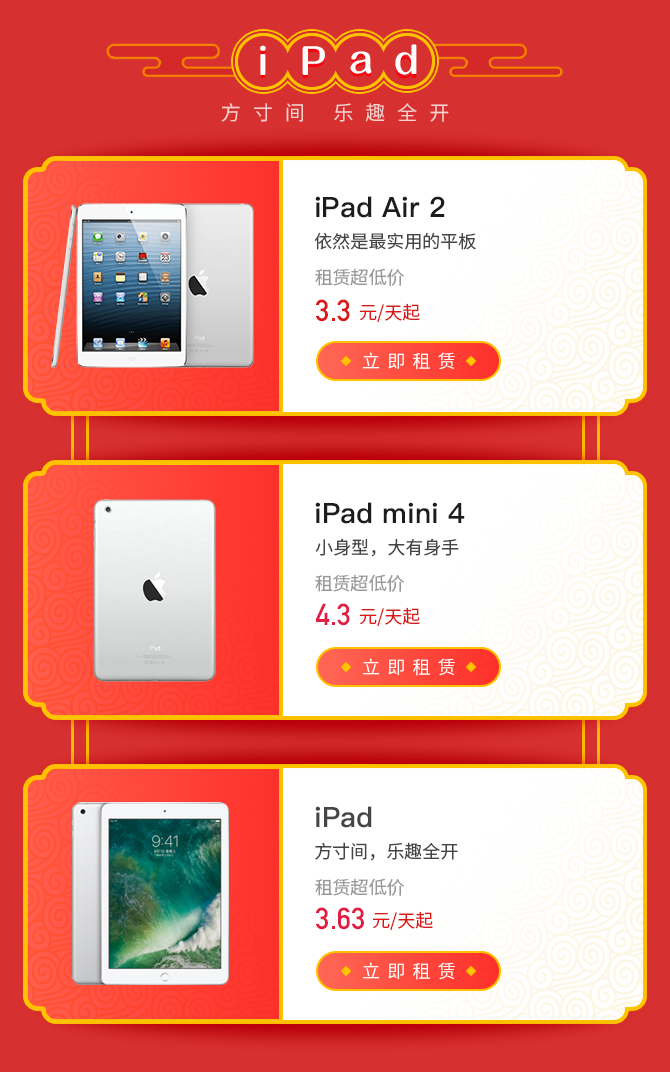 iPad
方寸间 乐趣全开
iPad Air 2
依然是最实用的平板
租赁超低价
3.3 元/天起
立即租赁
iPad mini 4
小身型，大有身手
租赁超低价
4.3 元/天起
立即租赁
iPad
9:41
iPad
方寸间，乐趣全开
租赁超低价
3.63 元/天起
立即租赁